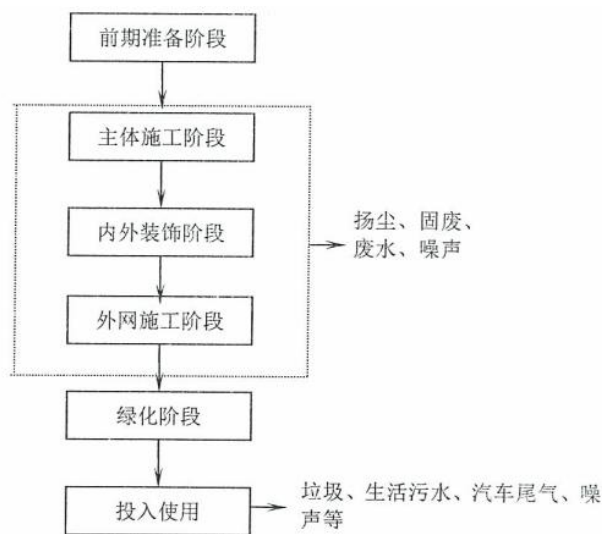 前期准备阶段
主体施工阶段
内外装饰阶段
扬尘、固废、
废水、噪声
外网施工阶段
绿化阶段
投入使用
垃圾、生活污水、汽车尾气、噪
声等